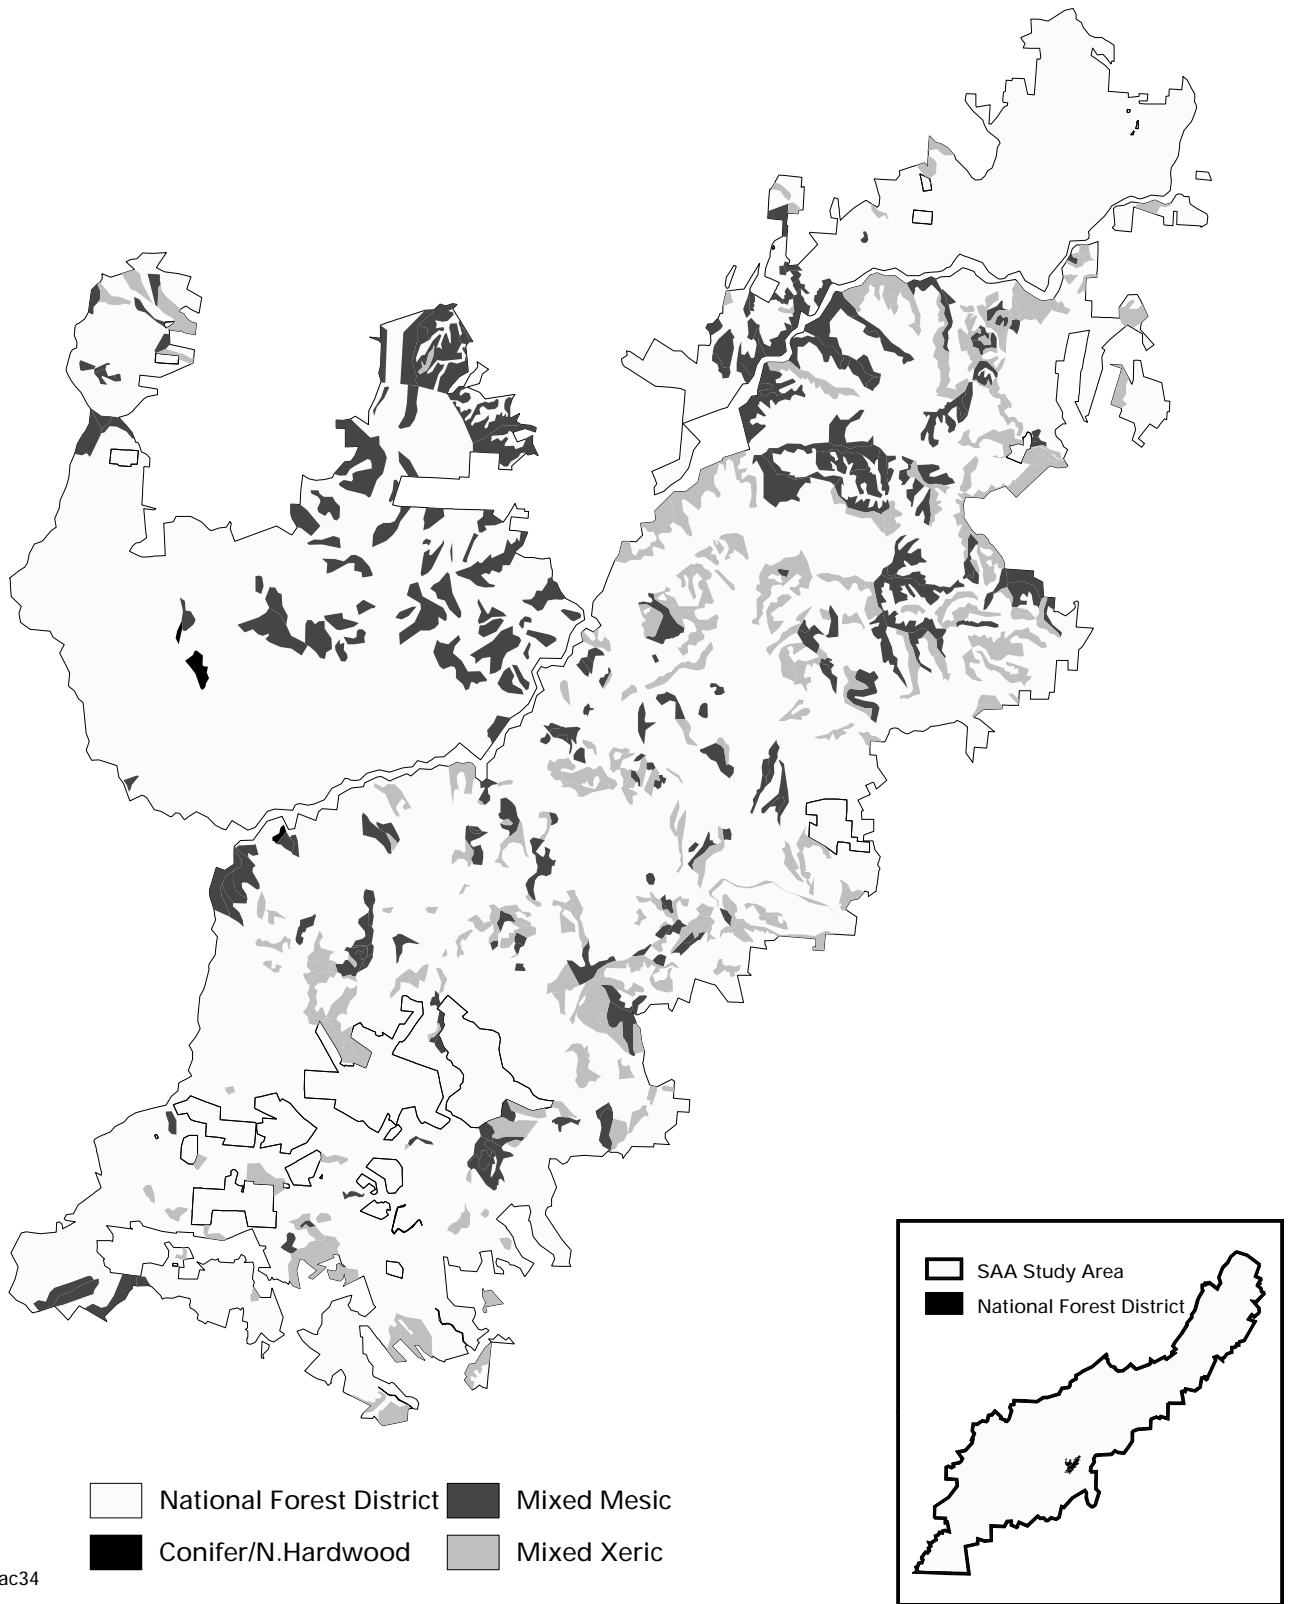 SAA Study Area
National Forest District
National Forest District Mixed Mesic
Conifer/N.Hardwood Mixed Xeric
ac34